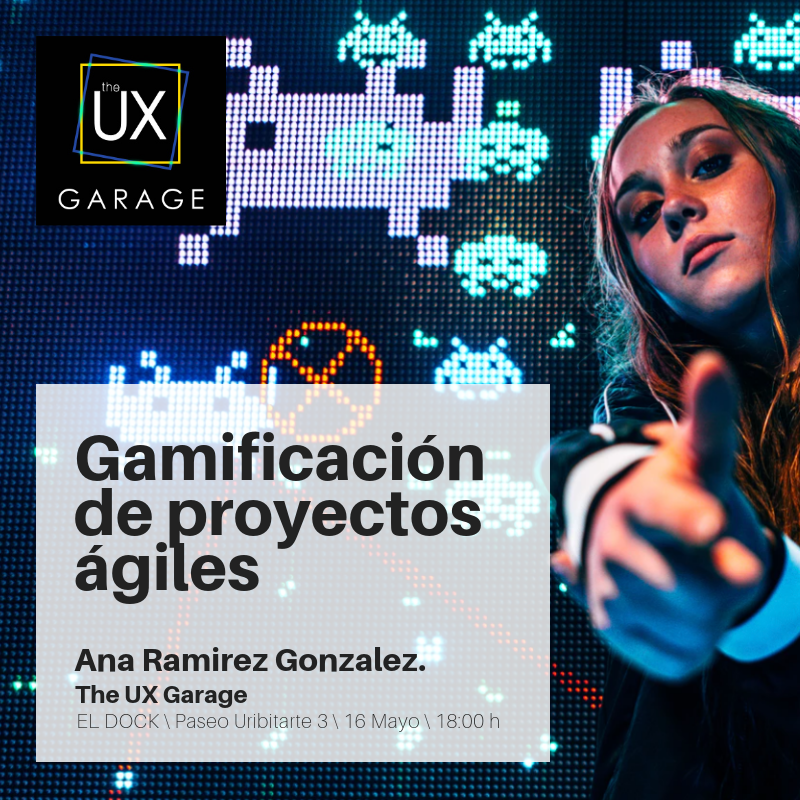 the
UX
GARAGE
Gamificación
de proyectos
ágiles
Ana Ramirez Gonzalez.
The UX Garage
EL DOCK \ Paseo Uribitarte 3 \ 16 Mayo \ 18:00 h